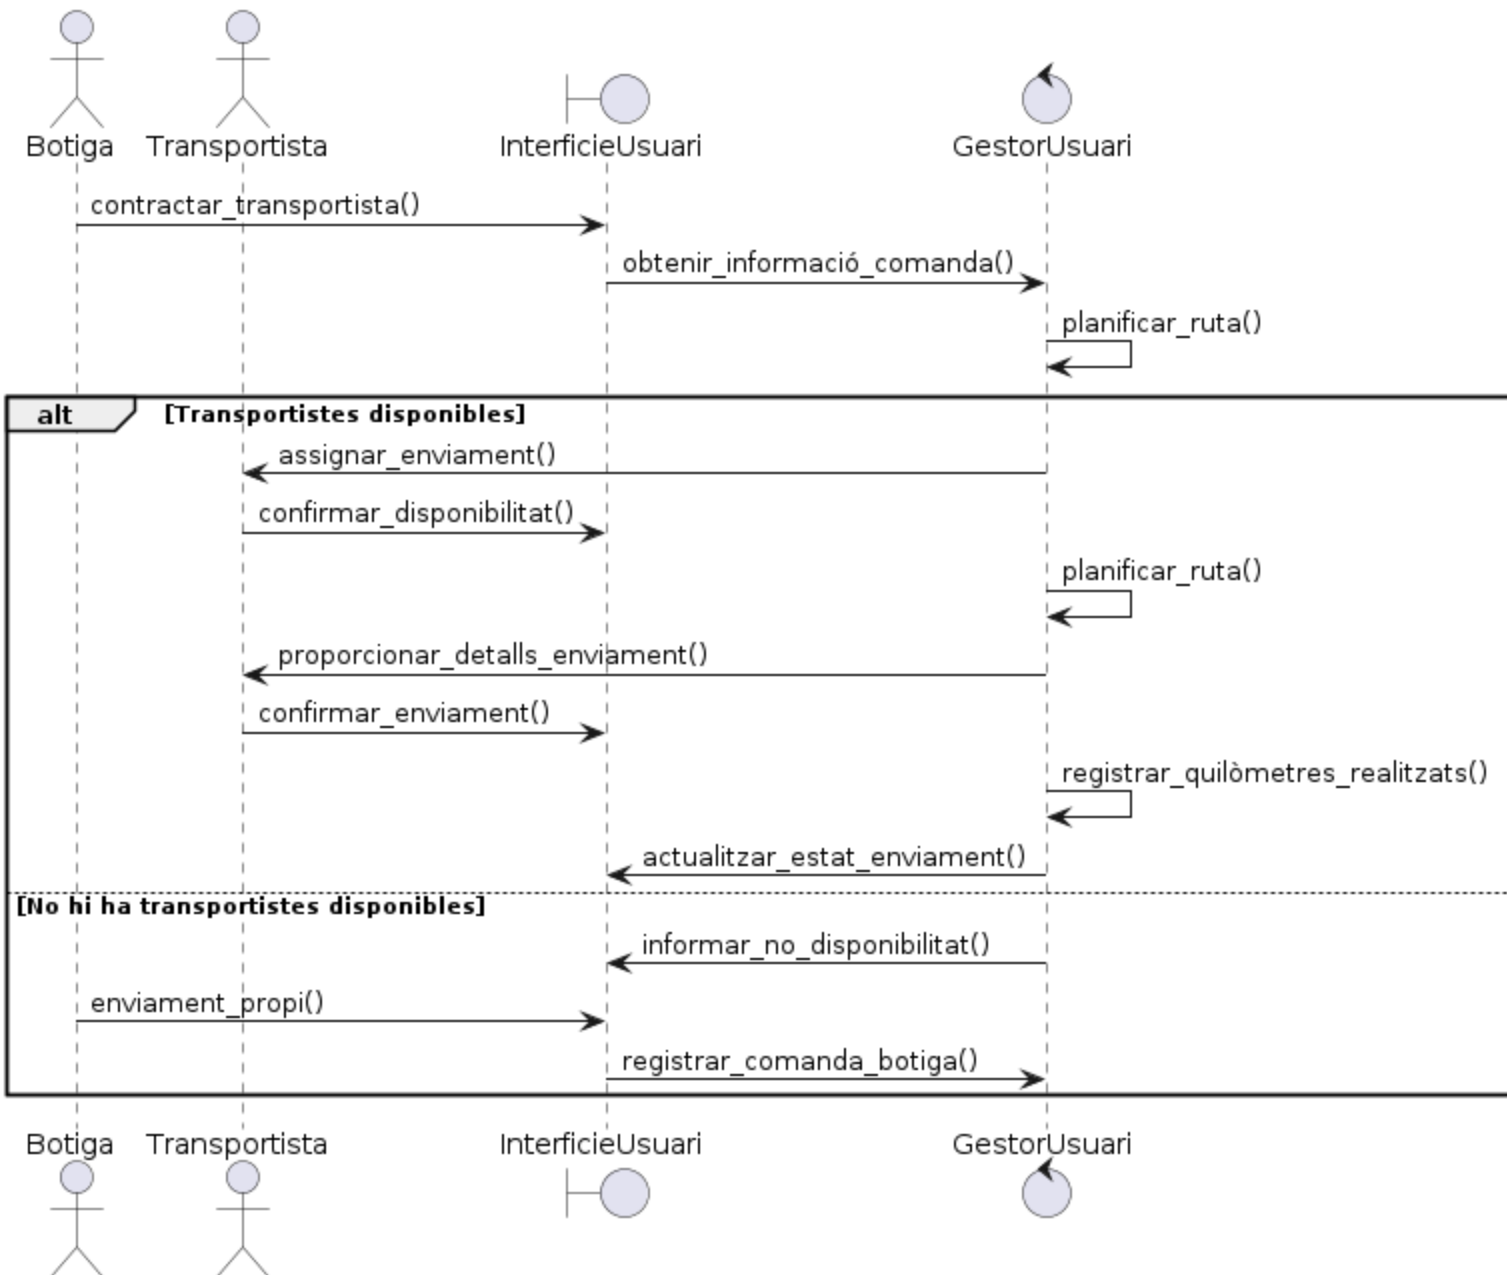 Botiga Transportista InterficieUsuari GestorUsuari
contractar_transportista()
obtenir_informació_comanda()
planificar_ruta()
alt [Transportistes disponibles]
assignar_enviament()
confirmar_disponibilitat()
planificar_ruta()
proporcionar_detalls_enviament()
confirmar_enviament()
registrar_quilòmetres_realitzats()
actualitzar_estat_enviament()
[No hi ha transportistes disponibles]
informar_no_disponibilitat()
enviament_propi()
registrar_comanda_botiga()
Botiga Transportista InterficieUsuari GestorUsuari